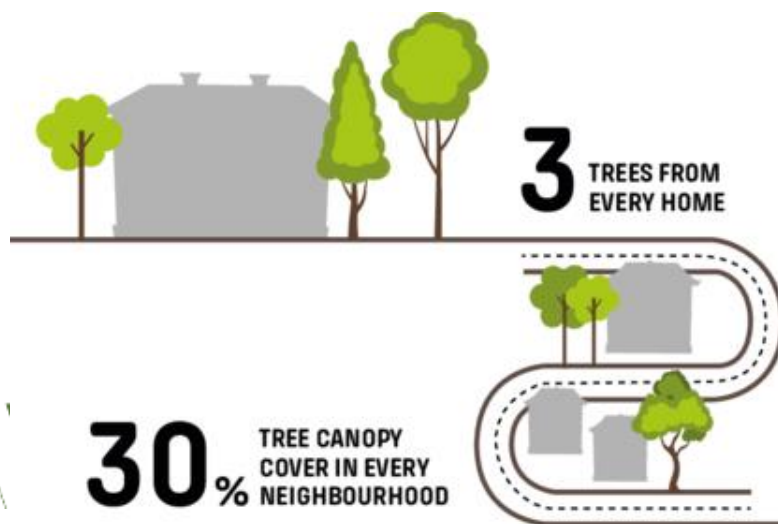 3 TREES FROM
EVERY HOME
30% TREE CANOPY
COVER IN EVERY
NEIGHBOURHOOD